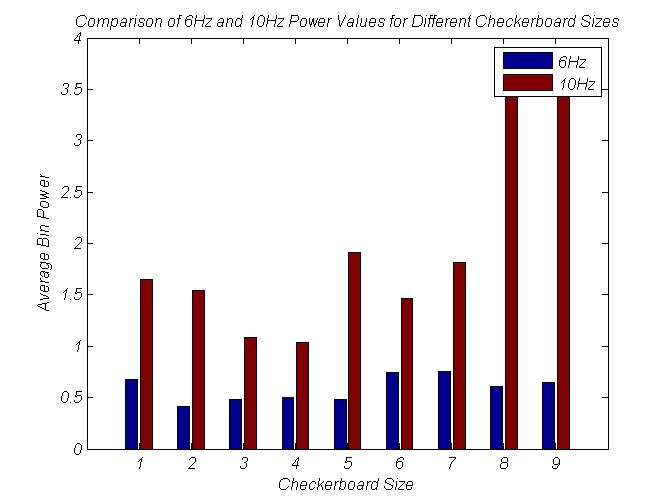 Comparison of 6Hz and 10Hz Power Values for Different Checkerboard Sizes
6Hz
10Hz
4
3.5
3
2.5
2
1.5
1
0.5
0
Average Bin Power
1 2 3 4 5 6 7 8 9
Checkerboard Size